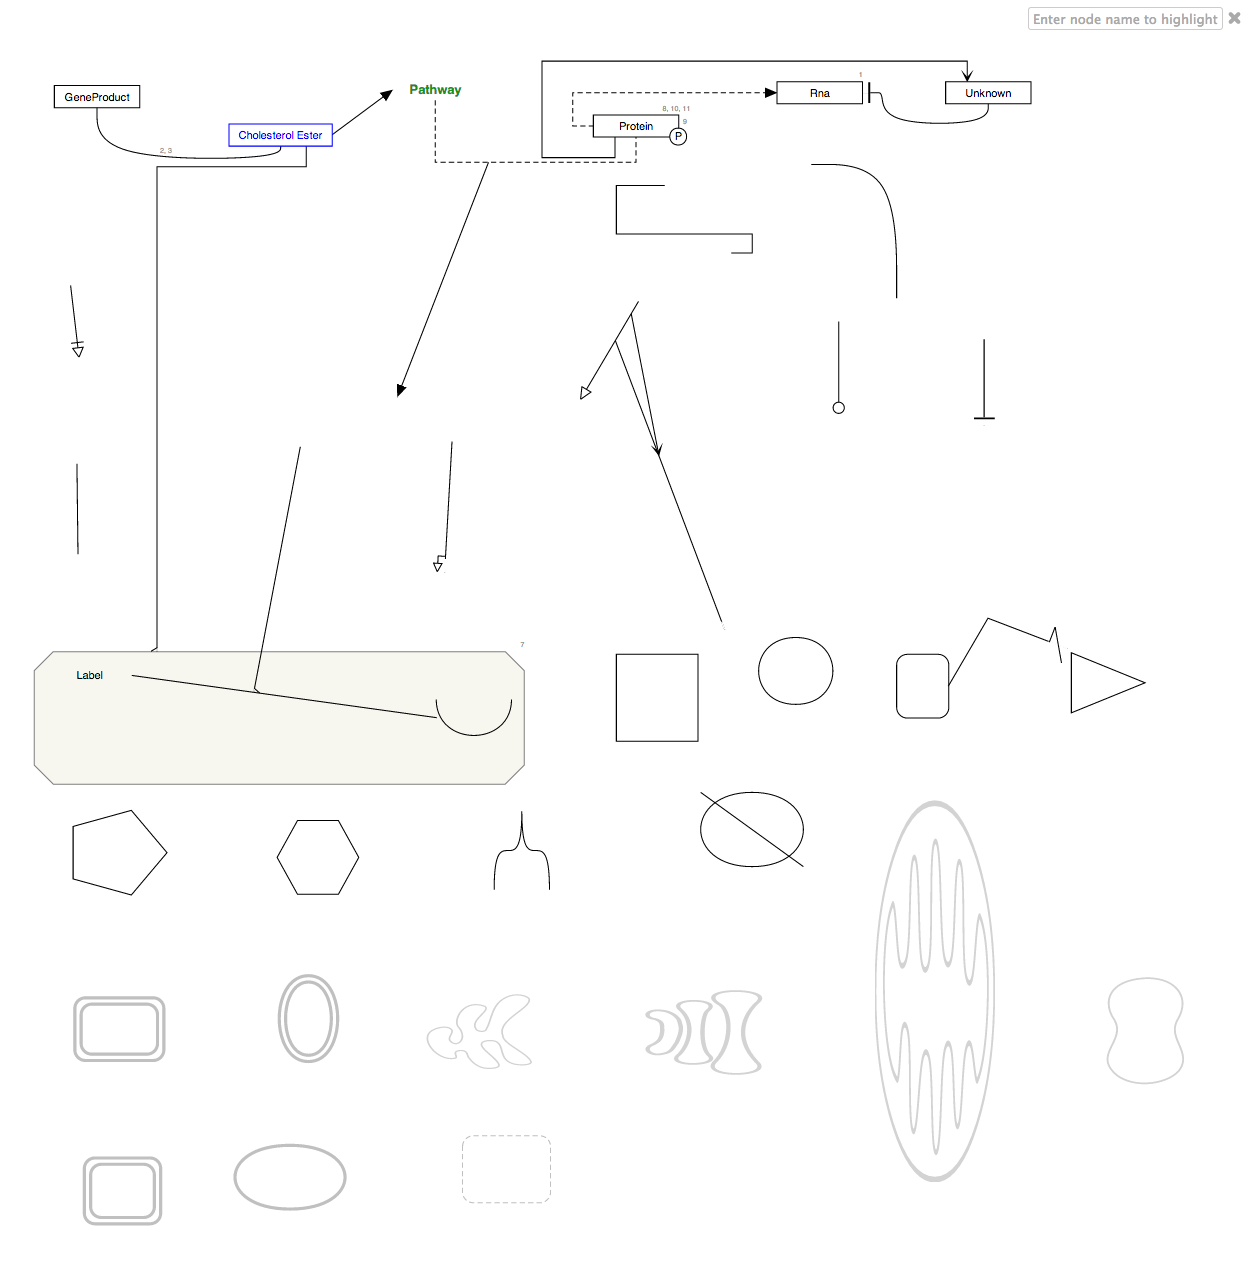 Enter node name to highlight
GeneProduct
Cholesterol Ester
2, 3
Pathway
8, 10, 11
9
Protein
P
1
Rna
Unknown
7
Label